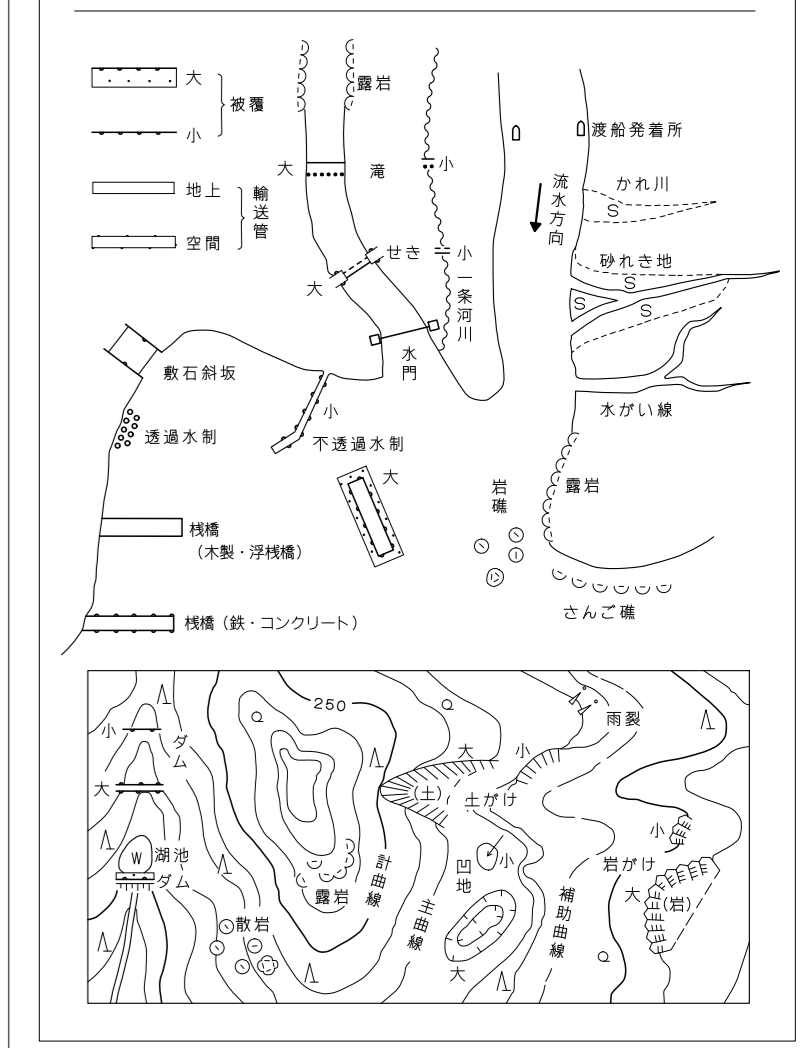 大
被覆
小
地上
輸送管
空間
露岩
大
滝
小
せき
大
小
一条河川
水門
流水方向
渡船発着所
かれ川
S
砂れき地
S
S
S
水がい線
敷石斜坂
透過水制
小
不透過水制
大
桟橋
（木製・浮桟橋）
桟橋（鉄・コンクリート）
岩礁
露岩
さんご礁
250
小
ダム
大
W
湖池
ダム
散岩
露岩
計曲線
主曲線
大
小
（土）
土がけ
雨裂
凹地
小
大
補助曲線
小
岩がけ
大
（岩）